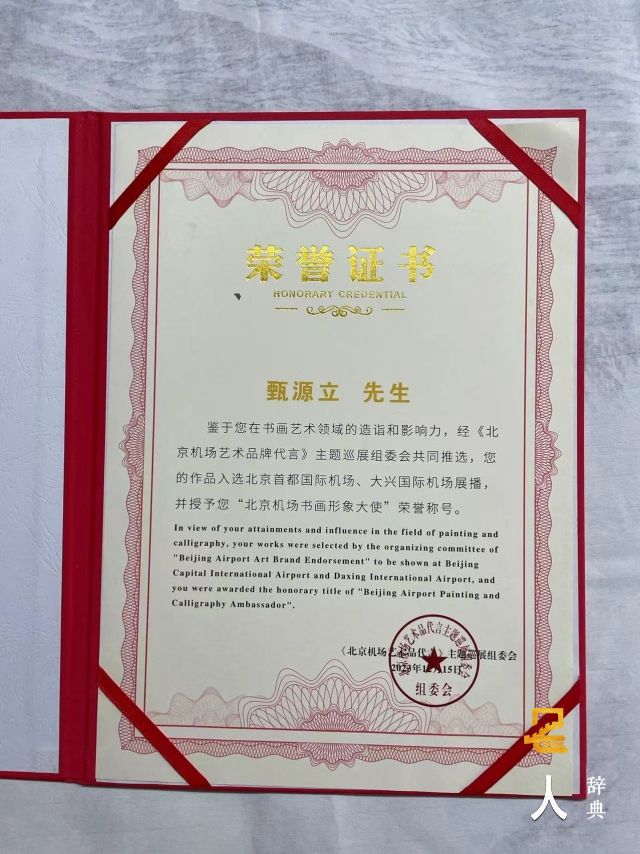 荣誉证书
HONORARY CREDENTIAL
甄源立 先生
鉴于您在书画艺术领域的造诣和影响力，经《北
京机场艺术品牌代言》主题巡展组委会共同推选，您
的作品入选北京首都国际机场、大兴国际机场展播，
并授予您“北京机场书画形象大使”荣誉称号。
In view of your attainments and influence in the field of painting and
calligraphy, your works were selected by the organizing committee of
"Beijing Airport Art Brand Endorsement" to be shown at Beijing
Capital International Airport and Daxing International Airport, and
you were awarded the honorary title of "Beijing Airport Painting and
Calligraphy Ambassador".
《北京机场艺术品牌代言》主题巡展组委会
12月15日
组委会
名人
辞典